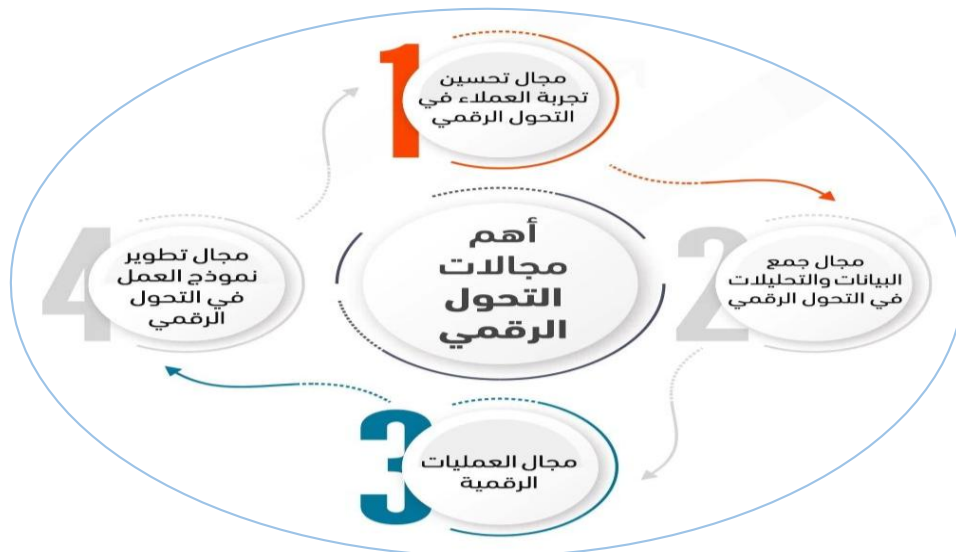 1
مجال تحسين
تجربة العملاء في
التحول الرقمي
أهم
مجالات
التحول
الرقمي
2
مجال جمع
البيانات والتحليلات
في التحول الرقمي
3
مجال العمليات
الرقمية
4
مجال تطوير
نموذج العمل
في التحول
الرقمي